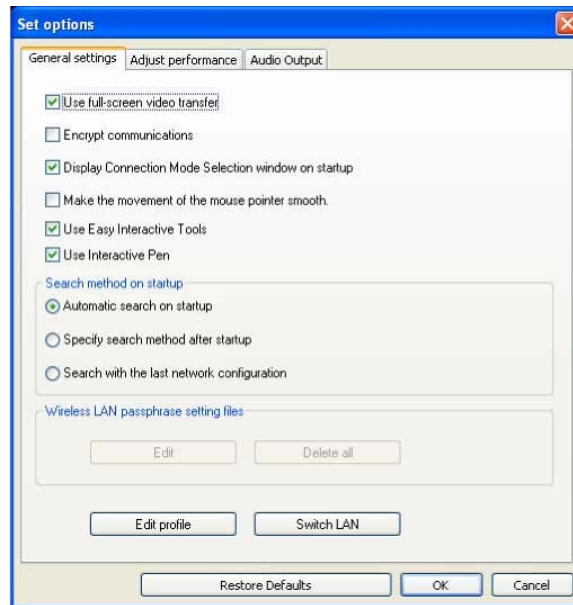 Set options
General settings Adjust performance Audio Output
Use full-screen video transfer
Encrypt communications
Display Connection Mode Selection window on startup
Make the movement of the mouse pointer smooth.
Use Easy Interactive Tools
Use Interactive Pen
Search method on startup
Automatic search on startup
Specify search method after startup
Search with the last network configuration
Wireless LAN passphrase setting files
Edit Delete all
Edit profile Switch LAN
Restore Defaults OK Cancel